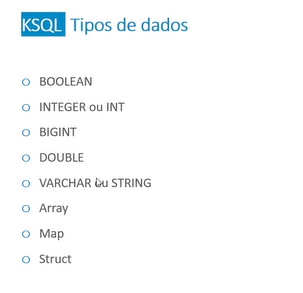 KSQL Tipos de dados
BOOLEAN
INTEGER ou INT
BIGINT
DOUBLE
VARCHAR ou STRING
Array
Map
Struct